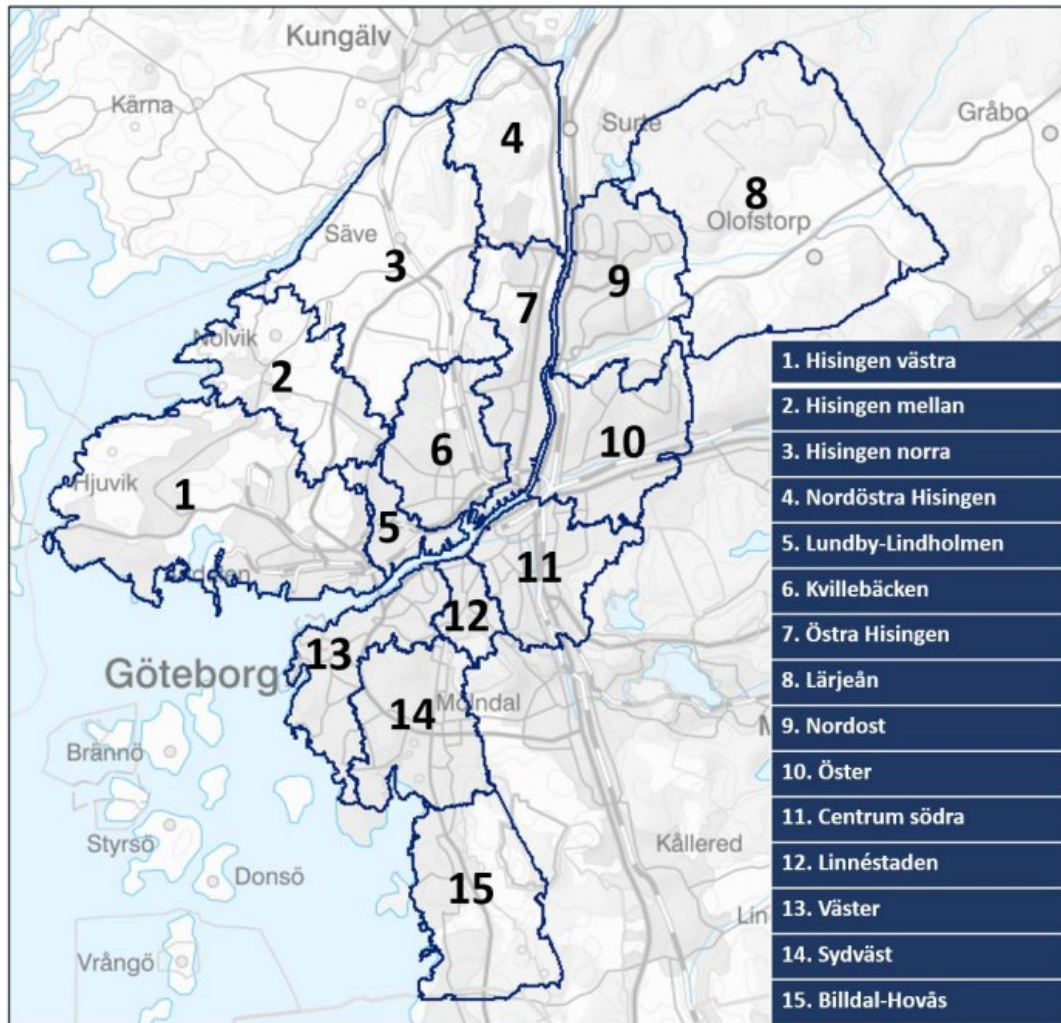 Kungälv
Kärna
4
Surte
Gråbo
8
Olofstorp
Säve
3
9
7
Nolvik
2
1. Hisingen västra
2. Hisingen mellan
3. Hisingen norra
4. Nordöstra Hisingen
5. Lundby-Lindholmen
6. Kvillebäcken
7. Östra Hisingen
8. Lärjeån
9. Nordost
10. Öster
11. Centrum södra
12. Linnéstaden
13. Väster
14. Sydväst
15. Billdal-Hovås
6
10
Hjuvik
1
5
11
12
13
Göteborg
14
Mölndal
M
Brännö
Styrsö
Donsö
Kållered
15
Lin
Vrångö